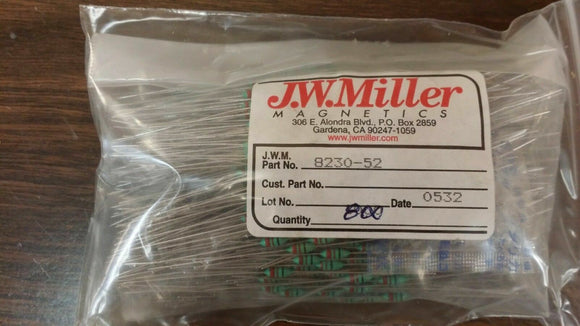 J.W.Miller
MAGNETICS
306 E. Alondra Blvd., P.O. Box 2859
Gardena, CA 90247-1059
www.jwmiller.com
J.W.M.
Part No. 8230-52
Cust. Part No.
Lot No. Date 0532
Quantity 800